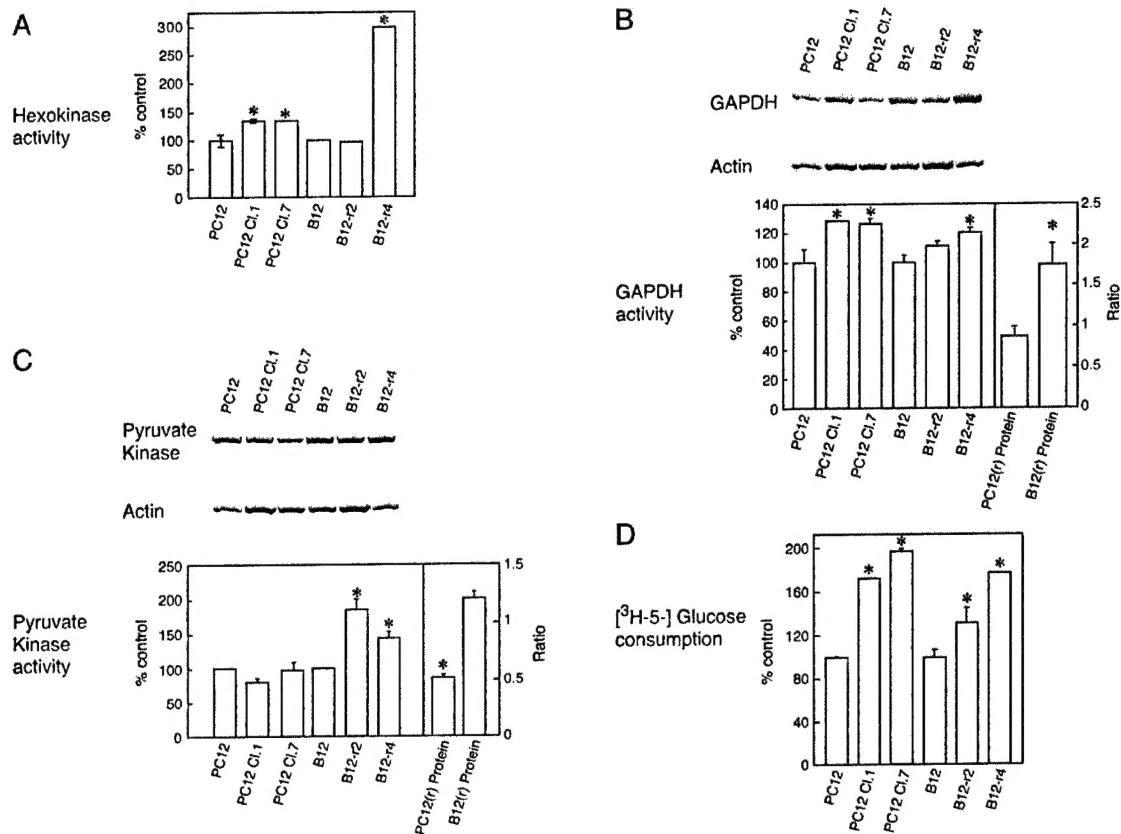 A
Hexokinase
activity
% control
300
250
200
150
100
50
0
*
*
*
PC12
PC12 Cl.1
PC12 Cl.7
B12
B12-r2
B12-r4
B
PC12
PC12 Cl.1
PC12 Cl.7
B12
B12-r2
B12-r4
GAPDH
Actin
GAPDH
activity
% control
140
120
100
80
60
40
20
0
*
*
*
*
2.5
2
1.5
1
0.5
0
Ratio
PC12
PC12 Cl.1
PC12 Cl.7
B12
B12-r2
B12-r4
PC12(r) Protein
B12(r) Protein
C
PC12
PC12 Cl.1
PC12 Cl.7
B12
B12-r2
B12-r4
Pyruvate
Kinase
Actin
Pyruvate
Kinase
activity
% control
250
200
150
100
50
0
*
*
*
1.5
1
0.5
0
Ratio
PC12
PC12 Cl.1
PC12 Cl.7
B12
B12-r2
B12-r4
PC12(r) Protein
B12(r) Protein
D
[³H-5-] Glucose
consumption
% control
200
160
120
80
40
0
*
*
*
*
PC12
PC12 Cl.1
PC12 Cl.7
B12
B12-r2
B12-r4